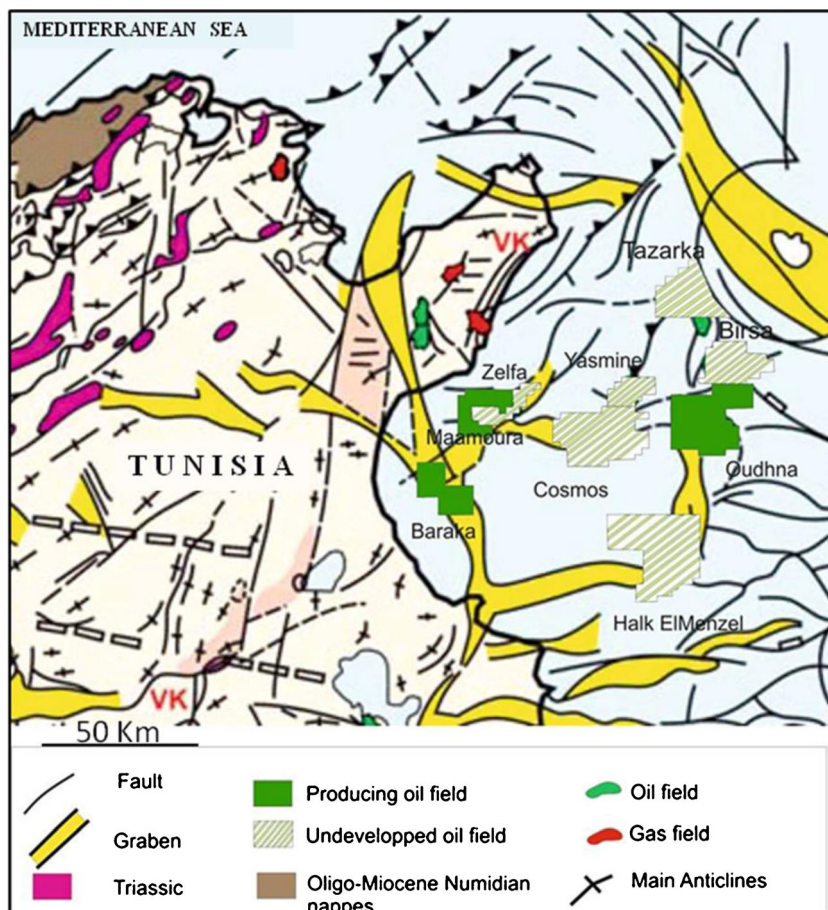 MEDITERRANEAN SEA
VK
Tazarka
Birsa
Yasmine
Zelfa
Maamoura
TUNISIA
Oudhna
Cosmos
Baraka
Halk ElMenzel
VK
50 Km
Fault
Producing oil field
Oil field
Graben
Undevelopped oil field
Gas field
Triassic
Oligo-Miocene Numidian
nappes
Main Anticlines